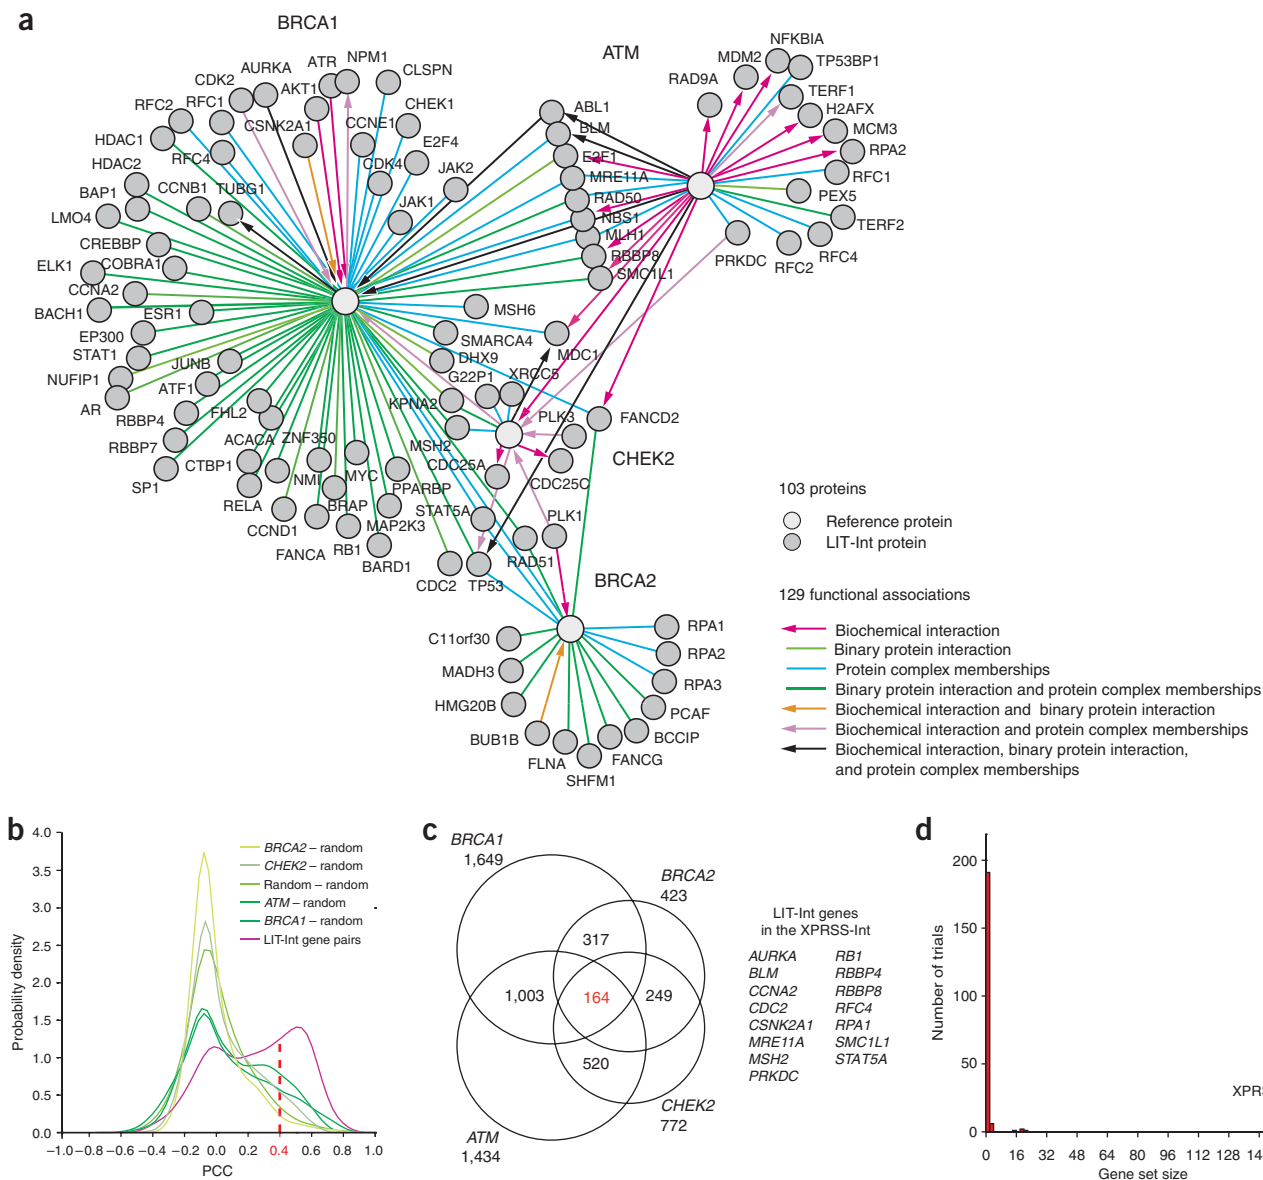 a
BRCA1
ATM
NFKBIA
MDM2
TP53BP1
RAD9A
TERF1
H2AFX
MCM3
RPA2
RFC1
PEX5
TERF2
RFC4
RFC2
PRKDC
ATR
NPM1
CLSPN
AURKA
CDK2
AKT1
RFC2
RFC1
CSNK2A1
CCNE1
CHEK1
HDAC1
RFC4
E2F4
CDK4
JAK2
HDAC2
BAP1
CCNB1
TUBG1
JAK1
LMO4
CREBBP
COBRA1
ELK1
CCNA2
BACH1
ESR1
EP300
STAT1
JUNB
NUFIP1
ATF1
AR
RBBP4
FHL2
RBBP7
ACACA
ZNF350
CTBP1
SP1
NMI
MYC
RELA
BRAP
PPARBP
CCND1
MAP2K3
FANCA
RB1
BARD1
ABL1
BLM
E2F1
MRE11A
RAD50
NBS1
MLH1
RBBP8
SMC1L1
MSH6
SMARCA4
MDC1
DHX9
G22P1
XRCC5
KPNA2
PLK3
FANCD2
MSH2
CHEK2
CDC25A
CDC25C
STAT5A
PLK1
RAD51
CDC2
TP53
BRCA2
C11orf30
RPA1
MADH3
RPA2
RPA3
HMG20B
PCAF
BUB1B
BCCIP
FLNA
FANCG
SHFM1
103 proteins
Reference protein
LIT-Int protein
129 functional associations
Biochemical interaction
Binary protein interaction
Protein complex memberships
Binary protein interaction and protein complex memberships
Biochemical interaction and binary protein interaction
Biochemical interaction and protein complex memberships
Biochemical interaction, binary protein interaction,
and protein complex memberships
b
4.0
3.5
3.0
2.5
2.0
1.5
1.0
0.5
0.0
Probability density
BRCA2 – random
CHEK2 – random
Random – random
ATM – random
BRCA1 – random
LIT-Int gene pairs
−1.0 −0.8 −0.6 −0.4 −0.2 0.0 0.2 0.4 0.6 0.8 1.0
PCC
c
BRCA1
1,649
BRCA2
423
317
1,003
164
249
520
CHEK2
772
ATM
1,434
LIT-Int genes
in the XPRSS-Int
AURKA RB1
BLM RBBP4
CCNA2 RBBP8
CDC2 RFC4
CSNK2A1 RPA1
MRE11A SMC1L1
MSH2 STAT5A
PRKDC
d
200
150
100
50
0
Number of trials
XPRS
0 16 32 48 64 80 96 112 128 14
Gene set size